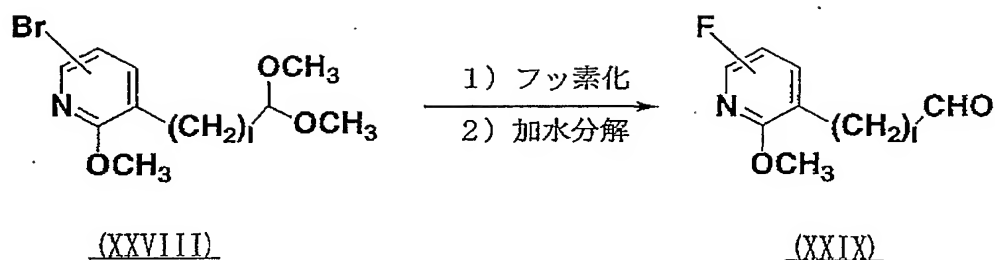 Br
N
OCH3
(CH2)l
OCH3
OCH3
1) フッ素化
2) 加水分解
F
N
OCH3
(CH2)l
CHO
(XXVIII)
(XXIX)